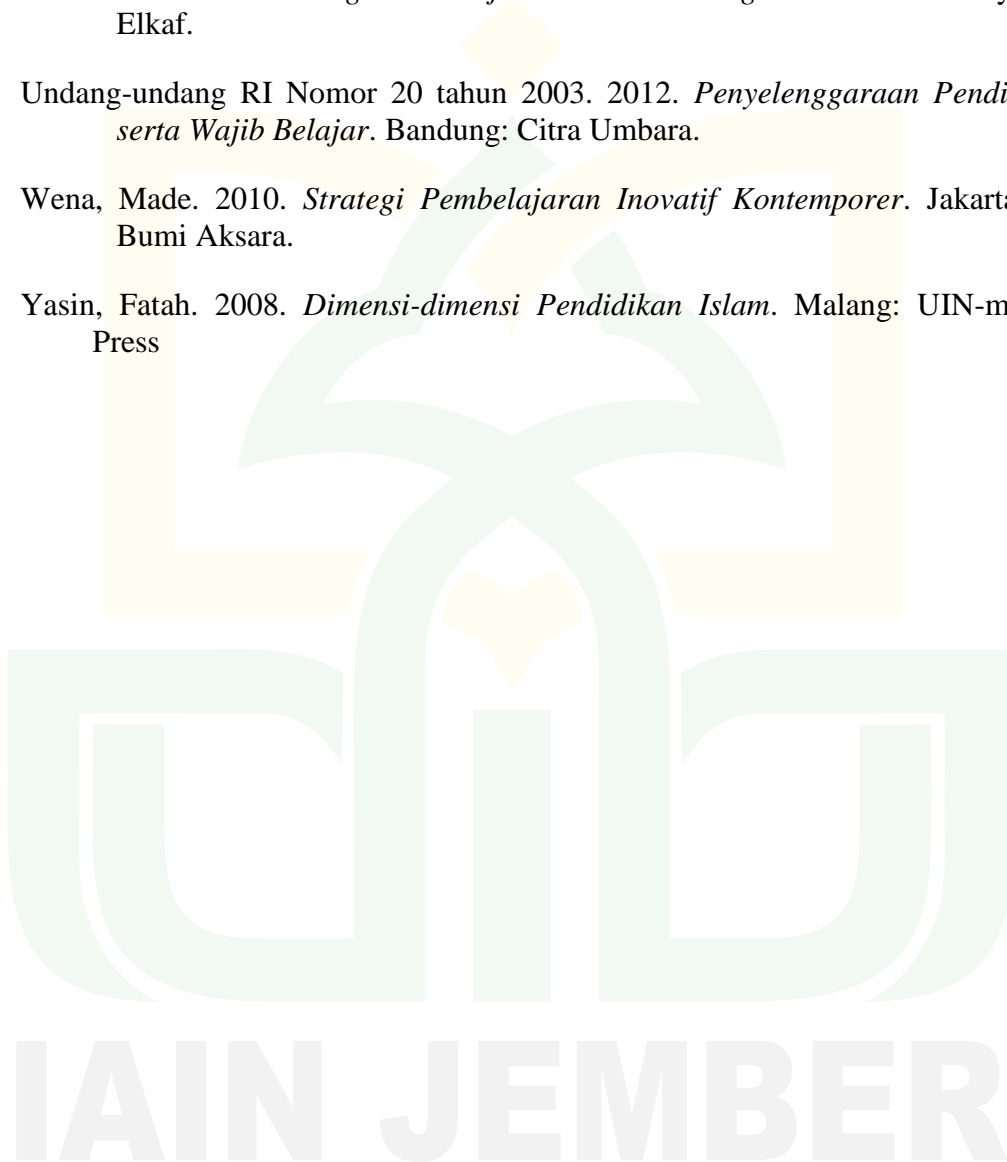 Elkaf.
Undang-undang RI Nomor 20 tahun 2003. 2012. Penyelenggaraan Pendi
serta Wajib Belajar. Bandung: Citra Umbara.
Wena, Made. 2010. Strategi Pembelajaran Inovatif Kontemporer. Jakarta
Bumi Aksara.
Yasin, Fatah. 2008. Dimensi-dimensi Pendidikan Islam. Malang: UIN-m
Press
IAIN JEMBER